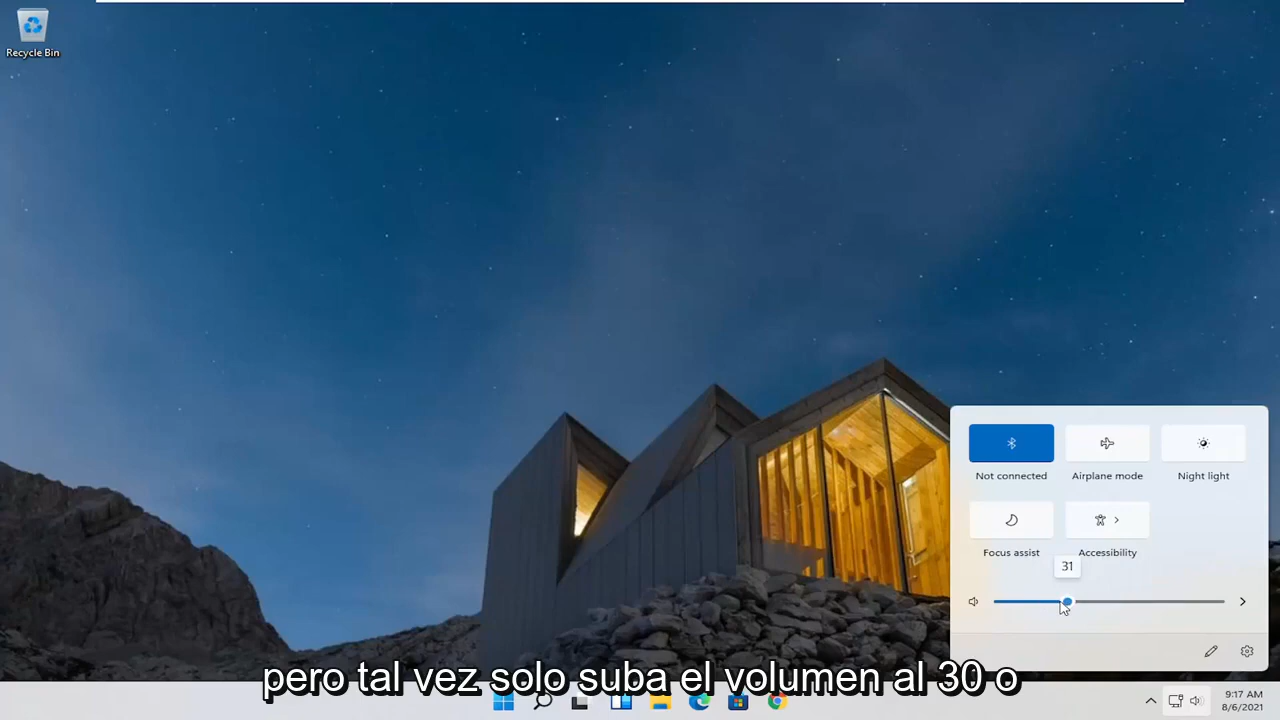 Recycle Bin
Not connected
Airplane mode
Night light
Focus assist
Accessibility
31
pero tal vez solo suba el volumen al 30 o
9:17 AM
8/6/2021